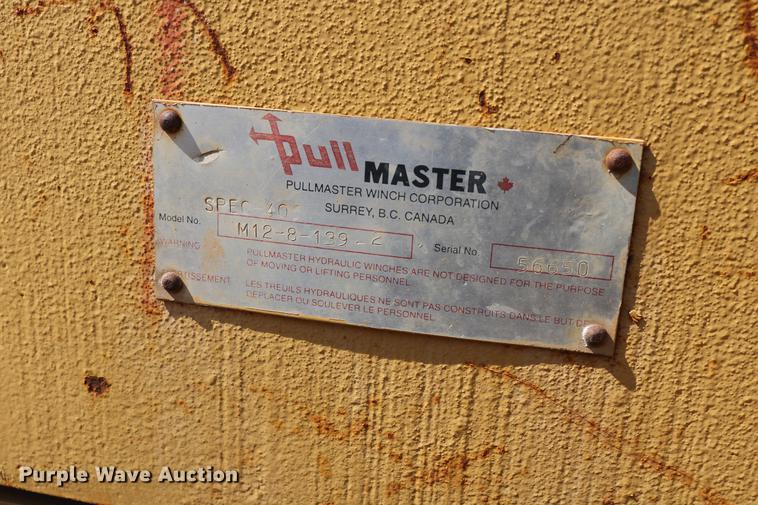 pull MASTER
PULLMASTER WINCH CORPORATION
SURREY, B.C. CANADA
SPEC 40
Model No. M12-8-139-2 Serial No. 56650
WARNING PULLMASTER HYDRAULIC WINCHES ARE NOT DESIGNED FOR THE PURPOSE
OF MOVING OR LIFTING PERSONNEL
LES TREUILS HYDRAULIQUES NE SONT PAS CONSTRUITS DANS LE BUT DE
DEPLACER OU SOULEVER LE PERSONNEL
Purple Wave Auction